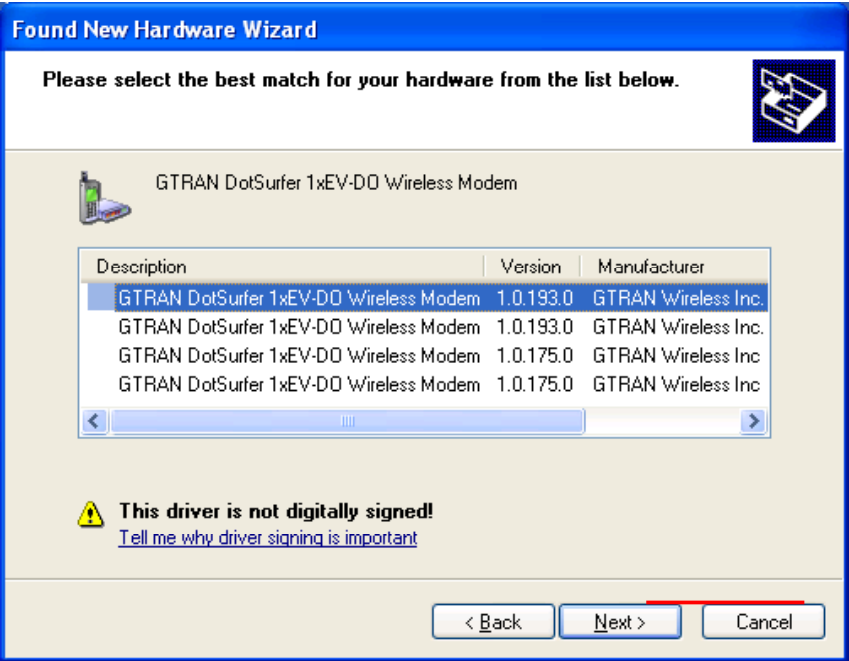 Found New Hardware Wizard
Please select the best match for your hardware from the list below.
GTRAN DotSurfer 1xEV-DO Wireless Modem
Description Version Manufacturer
GTRAN DotSurfer 1xEV-DO Wireless Modem 1.0.193.0 GTRAN Wireless Inc.
GTRAN DotSurfer 1xEV-DO Wireless Modem 1.0.193.0 GTRAN Wireless Inc.
GTRAN DotSurfer 1xEV-DO Wireless Modem 1.0.175.0 GTRAN Wireless Inc
GTRAN DotSurfer 1xEV-DO Wireless Modem 1.0.175.0 GTRAN Wireless Inc
This driver is not digitally signed!
Tell me why driver signing is important
< Back Next > Cancel